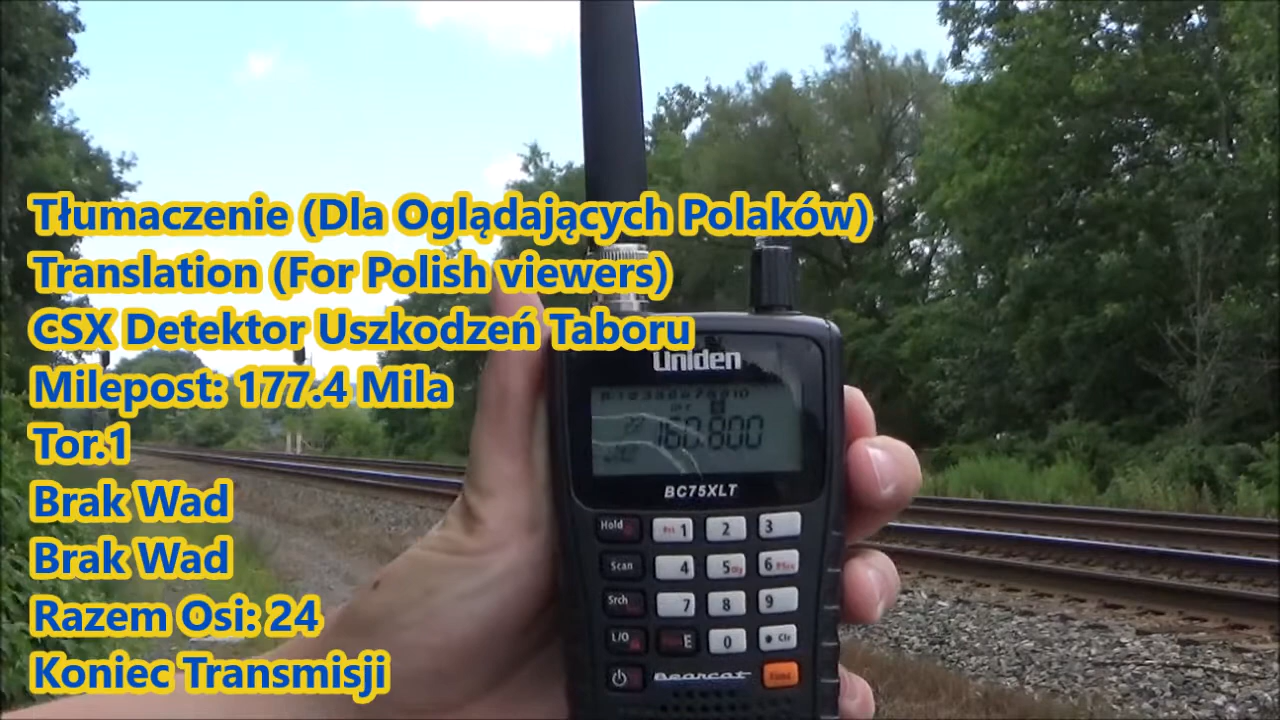 Tłumaczenie (Dla Oglądających Polaków)
Translation (For Polish viewers)
CSX Detektor Uszkodzeń Taboru
Milepost: 177.4 Mila
Tor.1
Brak Wad
Brak Wad
Razem Osi: 24
Koniec Transmisji
Uniden
160.800
BC75XLT
Hold 1 2 3
Scan 4 5 6
Srch 7 8 9
L/O E 0 Clr
Bearcat Func